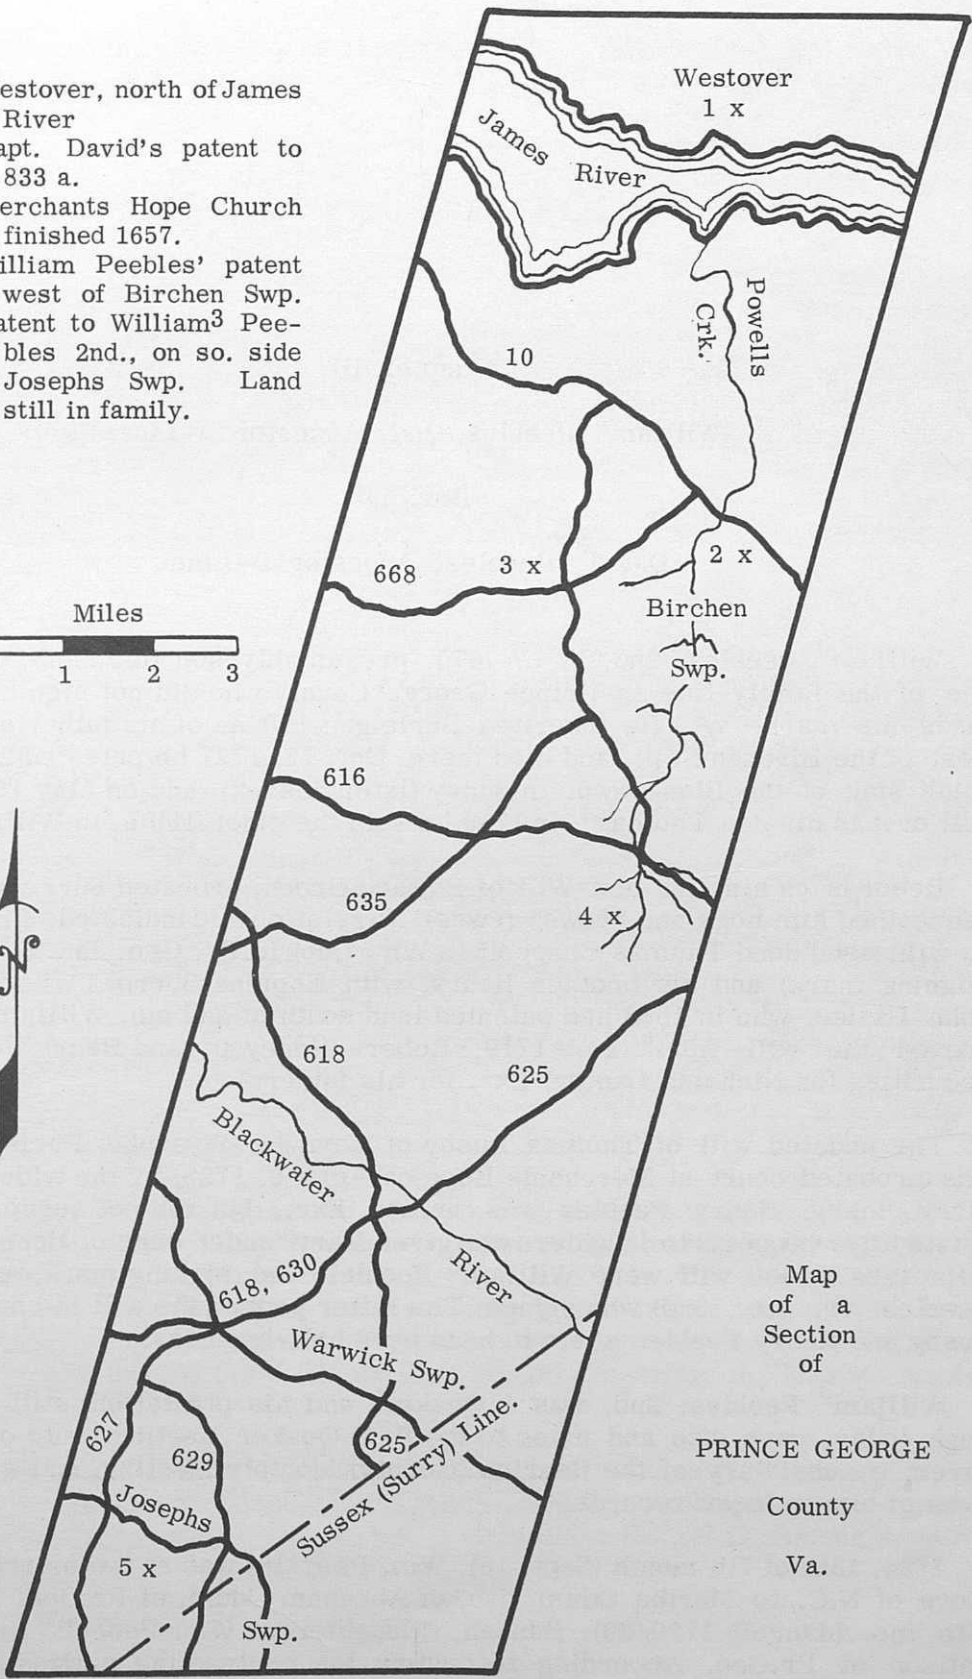 estover, north of James
River
apt. David's patent to
833 a.
erchants Hope Church
finished 1657.
illiam Peebles' patent
west of Birchen Swp.
atent to William3 Pee-
bles 2nd., on so. side
Josephs Swp. Land
still in family.
Miles
1 2 3
N
Westover
1 x
James River
Powells
Crk.
10
668
3 x
2 x
Birchen
Swp.
616
635
4 x
618
625
Blackwater
River
618, 630
Warwick Swp.
625
Sussex (Surry) Line.
627
629
Josephs
5 x
Swp.
Map
of a
Section
of
PRINCE GEORGE
County
Va.